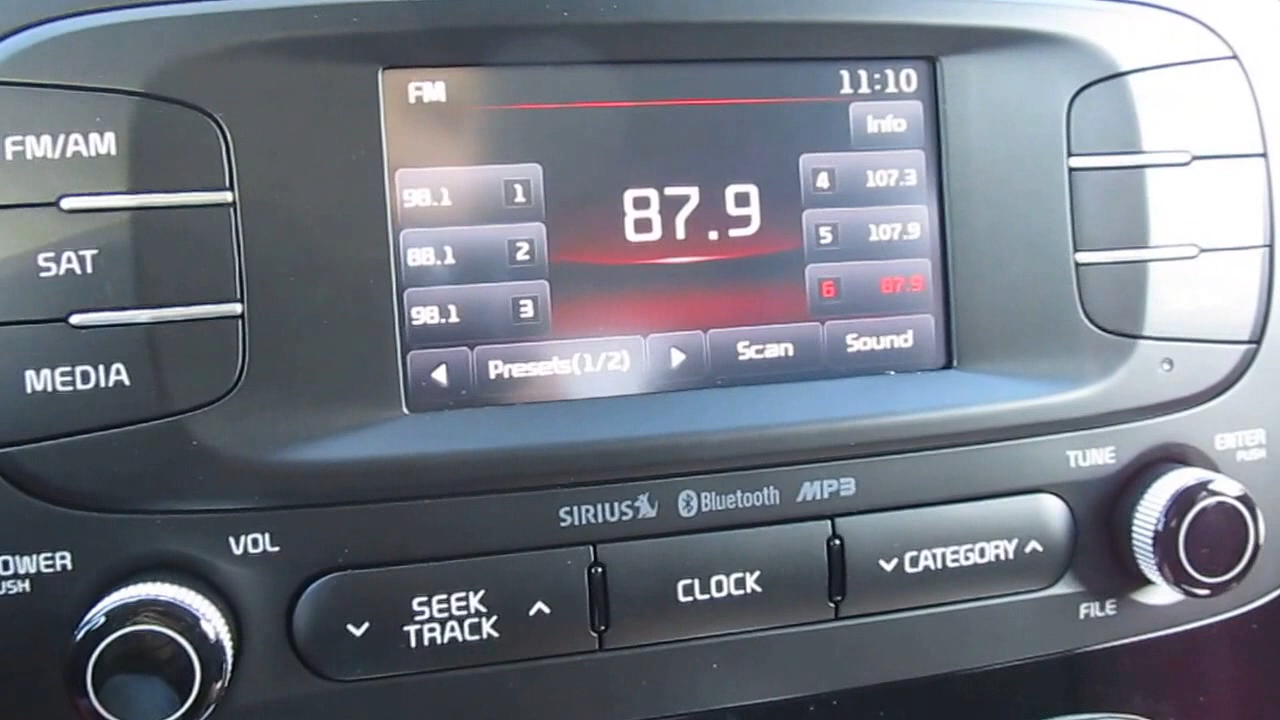 FM
11:10
Info
FM/AM
98.1 1
87.9
4 107.3
88.1 2
5 107.9
SAT
98.1 3
6 87.9
MEDIA
Presets(1/2)
Scan
Sound
TUNE
ENTER
PUSH
SIRIUS
Bluetooth
MP3
VOL
OWER
USH
SEEK
TRACK
CLOCK
CATEGORY
FILE